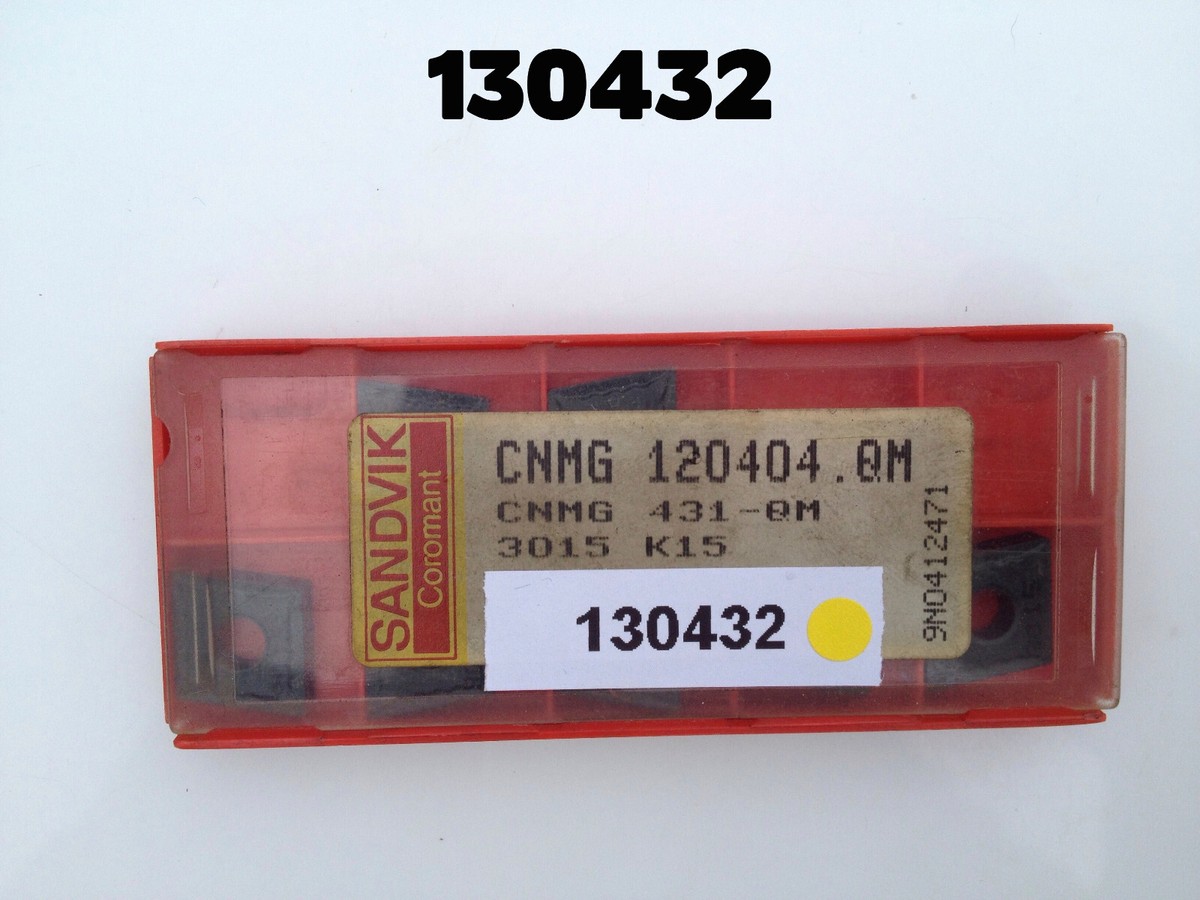 130432
SANDVIK
Coromant
CNMG 120404.QM
CNMG 431-QM
3015 K15
9N0412471
130432